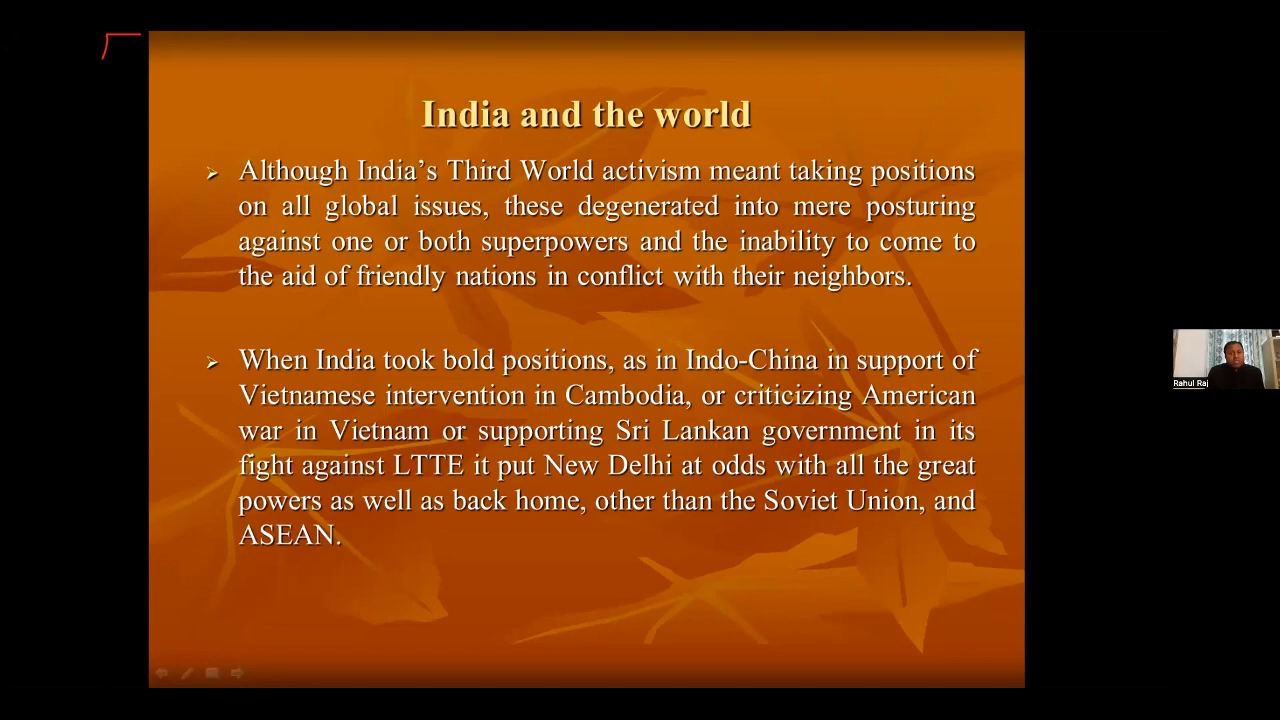 India and the world
Although India's Third World activism meant taking positions
on all global issues, these degenerated into mere posturing
against one or both superpowers and the inability to come to
the aid of friendly nations in conflict with their neighbors.
When India took bold positions, as in Indo-China in support of
Vietnamese intervention in Cambodia, or criticizing American
war in Vietnam or supporting Sri Lankan government in its
fight against LTTE it put New Delhi at odds with all the great
powers as well as back home, other than the Soviet Union, and
ASEAN.
Rahul Raj